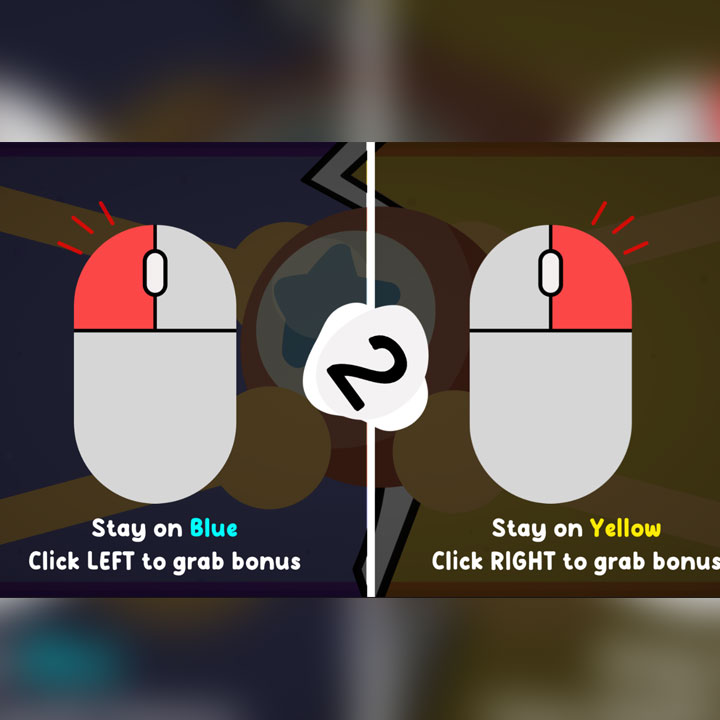 Stay on Blue
Click LEFT to grab bonus
2
Stay on Yellow
Click RIGHT to grab bonus